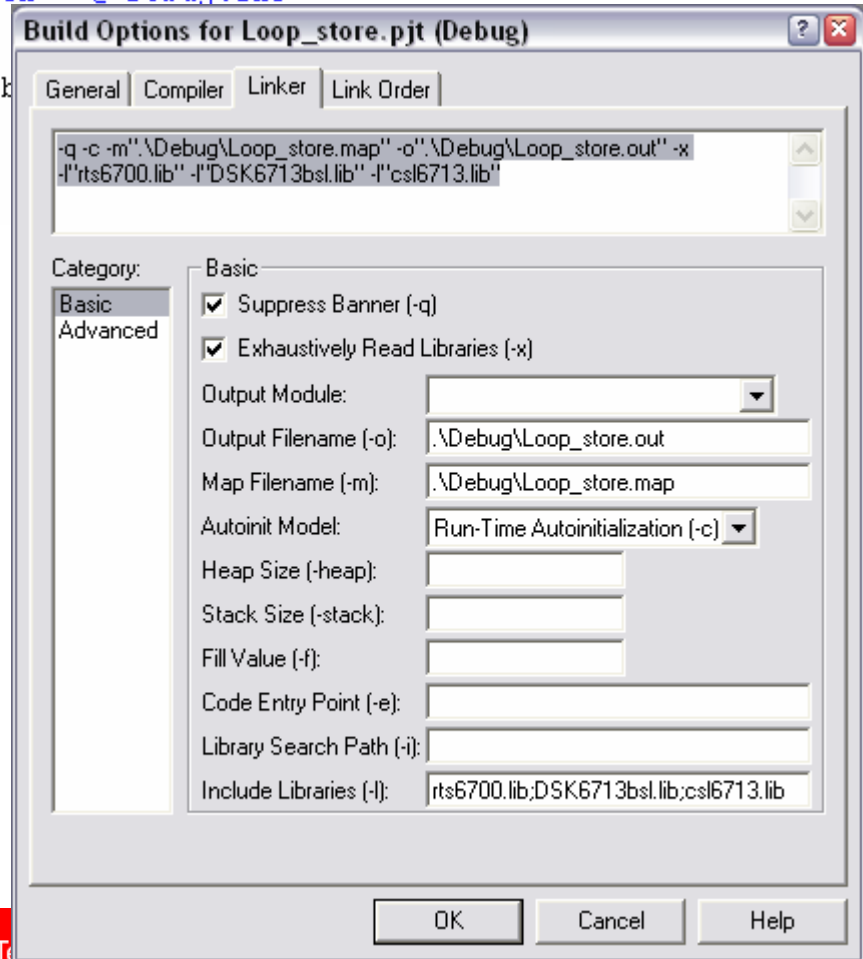 Build Options for Loop_store.pjt (Debug)
General Compiler Linker Link Order
-q -c -m".\Debug\Loop_store.map" -o".\Debug\Loop_store.out" -x
-l"rts6700.lib" -l"DSK6713bsl.lib" -l"csl6713.lib"
Category:
Basic
Advanced
Basic
Suppress Banner (-q)
Exhaustively Read Libraries (-x)
Output Module:
Output Filename (-o): .\Debug\Loop_store.out
Map Filename (-m): .\Debug\Loop_store.map
Autoinit Model: Run-Time Autoinitialization (-c)
Heap Size (-heap):
Stack Size (-stack):
Fill Value (-f):
Code Entry Point (-e):
Library Search Path (-i):
Include Libraries (-l): rts6700.lib;DSK6713bsl.lib;csl6713.lib
OK Cancel Help